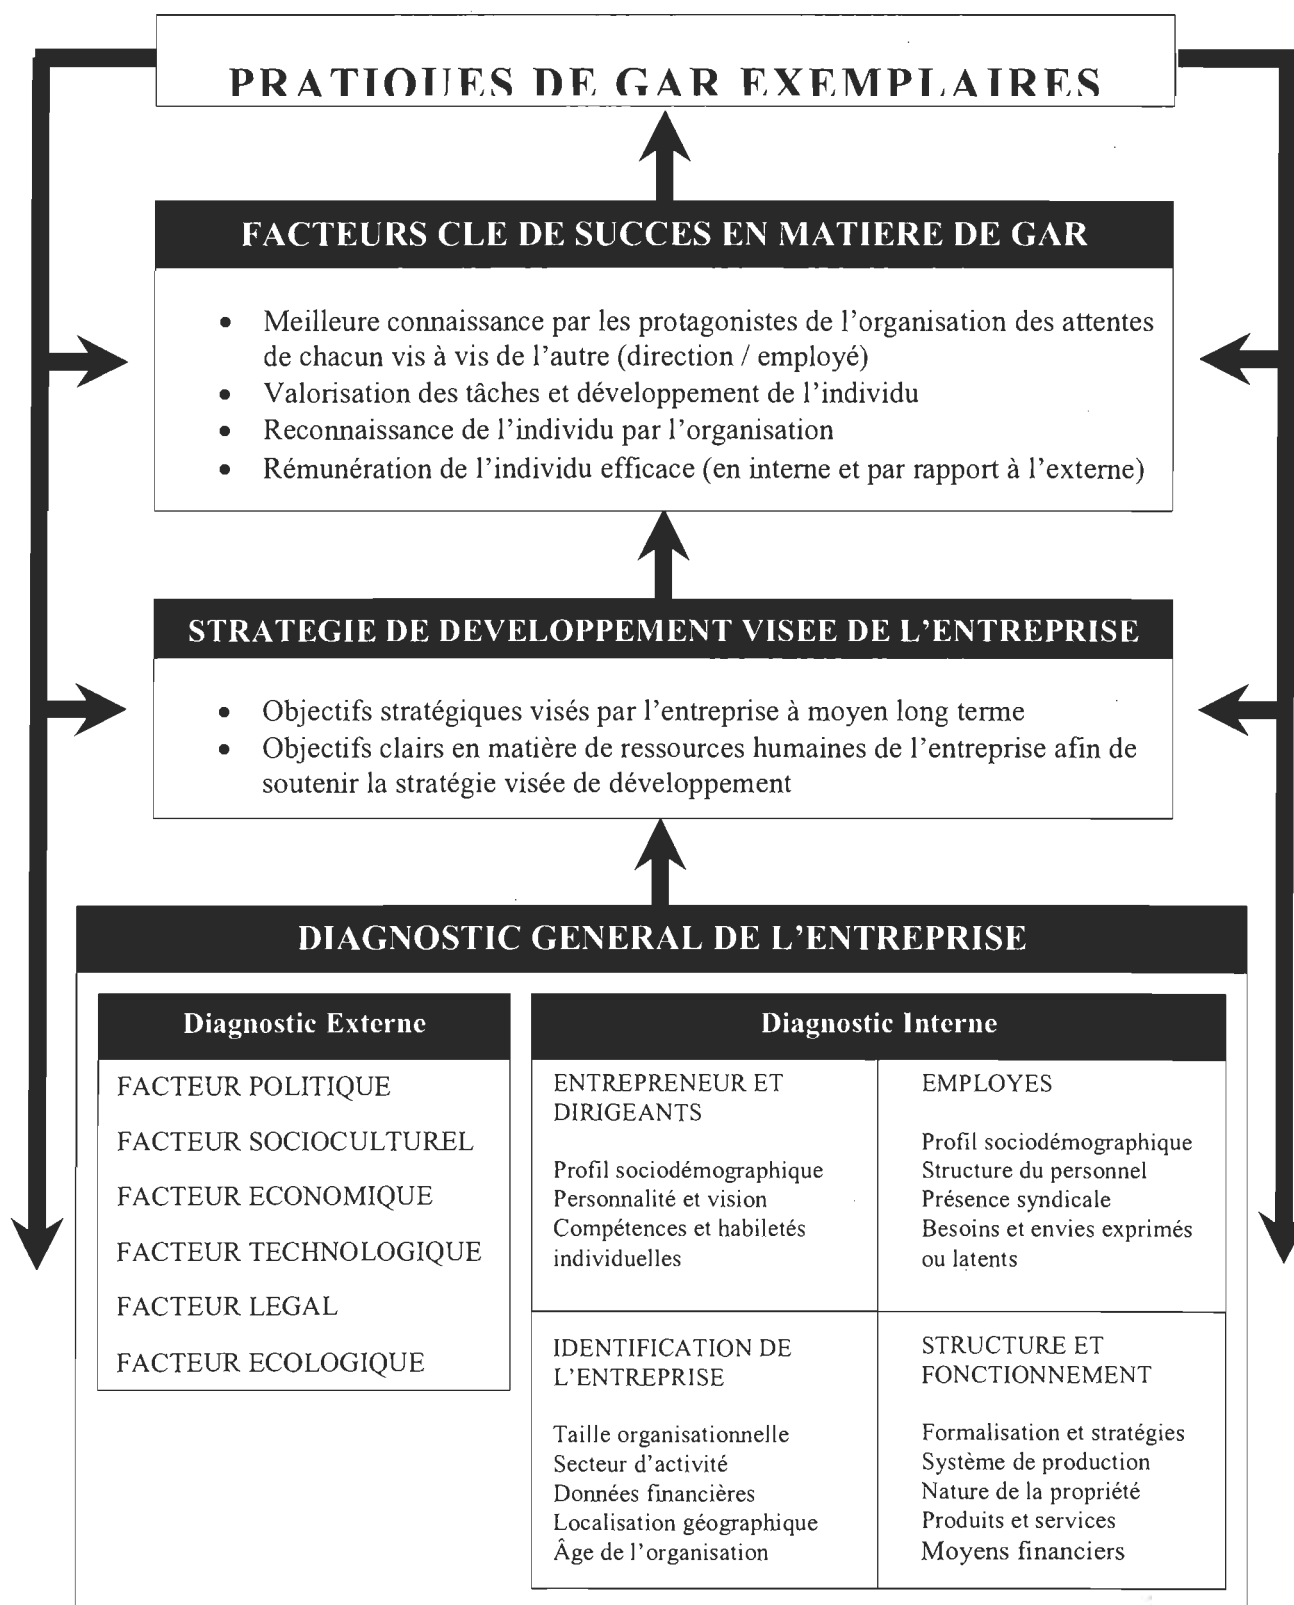 PRATIQUES DE GAR EXEMPLAIRES
FACTEURS CLE DE SUCCES EN MATIERE DE GAR
• Meilleure connaissance par les protagonistes de l'organisation des attentes
de chacun vis à vis de l'autre (direction / employé)
• Valorisation des tâches et développement de l'individu
• Reconnaissance de l'individu par l'organisation
• Rémunération de l'individu efficace (en interne et par rapport à l'externe)
STRATEGIE DE DEVELOPPEMENT VISEE DE L'ENTREPRISE
• Objectifs stratégiques visés par l'entreprise à moyen long terme
• Objectifs clairs en matière de ressources humaines de l'entreprise afin de
soutenir la stratégie visée de développement
DIAGNOSTIC GENERAL DE L'ENTREPRISE
Diagnostic Externe
FACTEUR POLITIQUE
FACTEUR SOCIOCULTUREL
FACTEUR ECONOMIQUE
FACTEUR TECHNOLOGIQUE
FACTEUR LEGAL
FACTEUR ECOLOGIQUE
Diagnostic Interne
ENTREPRENEUR ET
DIRIGEANTS
Profil sociodémographique
Personnalité et vision
Compétences et habiletés
individuelles
EMPLOYES
Profil sociodémographique
Structure du personnel
Présence syndicale
Besoins et envies exprimés
ou latents
IDENTIFICATION DE
L'ENTREPRISE
Taille organisationnelle
Secteur d'activité
Données financières
Localisation géographique
Âge de l'organisation
STRUCTURE ET
FONCTIONNEMENT
Formalisation et stratégies
Système de production
Nature de la propriété
Produits et services
Moyens financiers